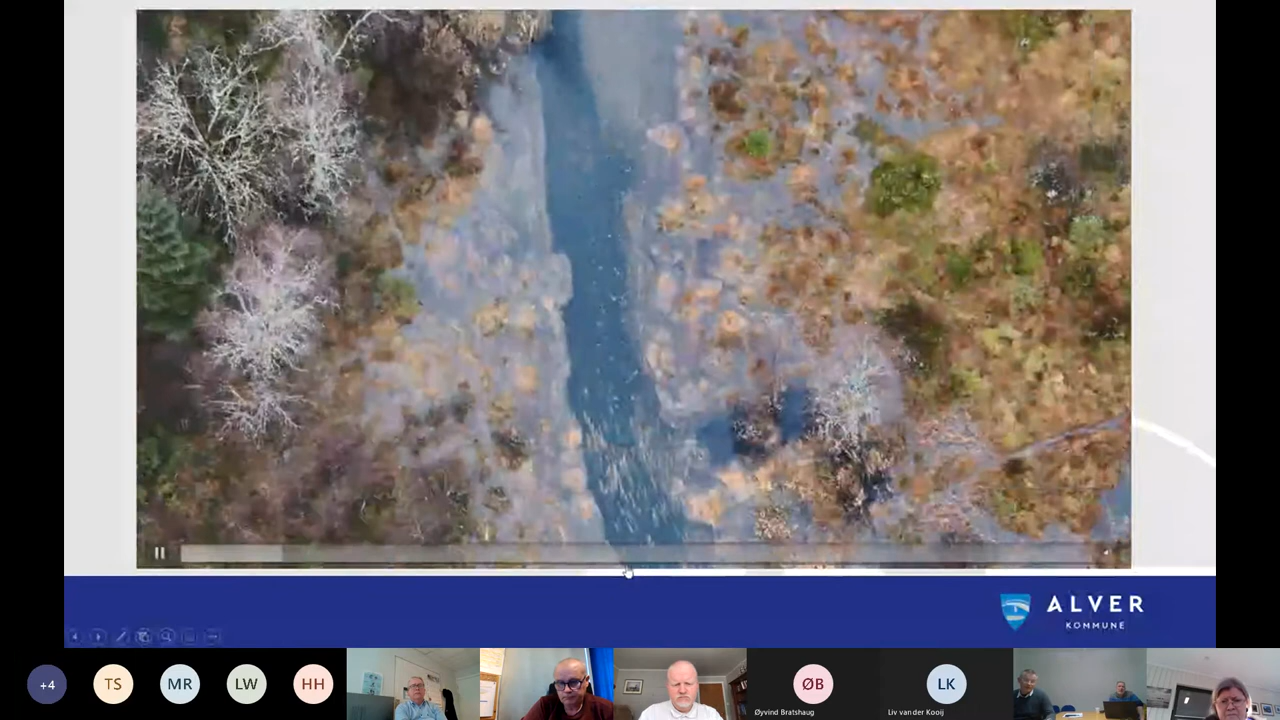 ALVER
KOMMUNE
+4
TS
MR
LW
HH
ØB
LK
Øyvind Bratshaug
Liv van der Kooij